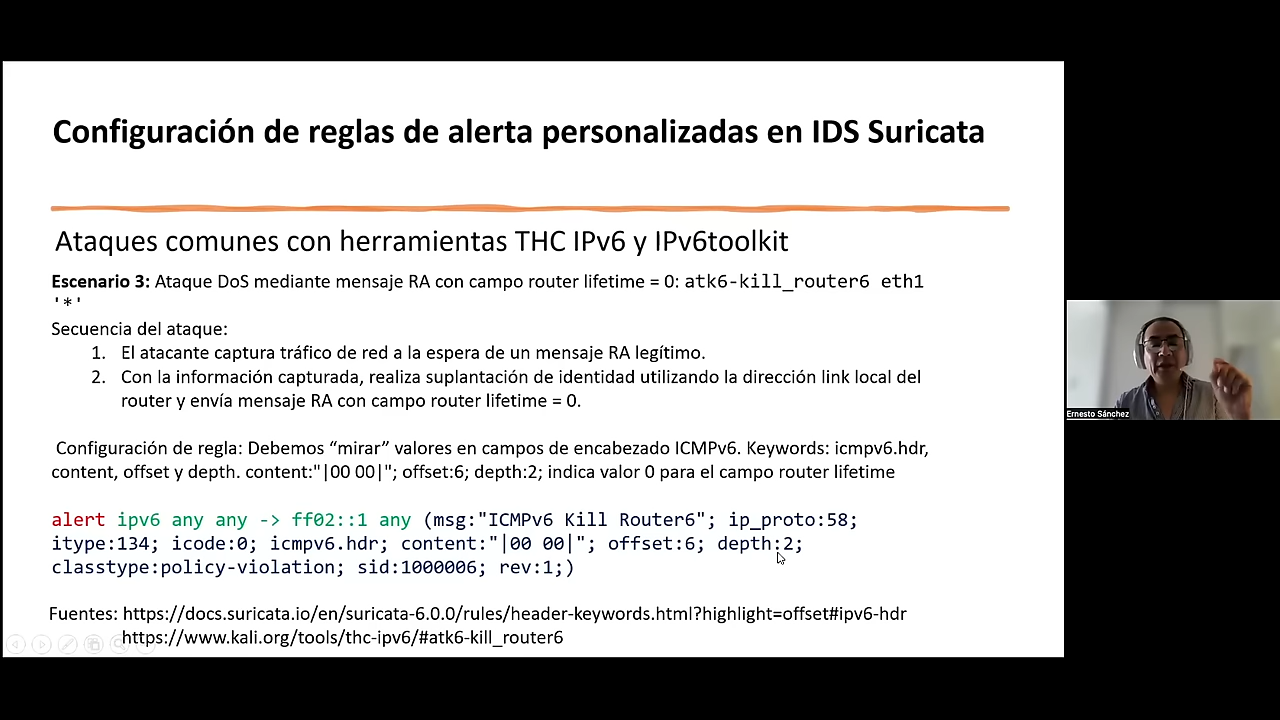 Configuración de reglas de alerta personalizadas en IDS Suricata
Ataques comunes con herramientas THC IPv6 y IPv6toolkit
Escenario 3: Ataque DoS mediante mensaje RA con campo router lifetime = 0: atk6-kill_router6 eth1
'*'
Secuencia del ataque:
1. El atacante captura tráfico de red a la espera de un mensaje RA legítimo.
2. Con la información capturada, realiza suplantación de identidad utilizando la dirección link local del
router y envía mensaje RA con campo router lifetime = 0.
Configuración de regla: Debemos “mirar” valores en campos de encabezado ICMPv6. Keywords: icmpv6.hdr,
content, offset y depth. content:"|00 00|"; offset:6; depth:2; indica valor 0 para el campo router lifetime
alert ipv6 any any -> ff02::1 any (msg:"ICMPv6 Kill Router6"; ip_proto:58;
itype:134; icode:0; icmpv6.hdr; content:"|00 00|"; offset:6; depth:2;
classtype:policy-violation; sid:1000006; rev:1;)
Fuentes: https://docs.suricata.io/en/suricata-6.0.0/rules/header-keywords.html?highlight=offset#ipv6-hdr
https://www.kali.org/tools/thc-ipv6/#atk6-kill_router6
Ernesto Sánchez